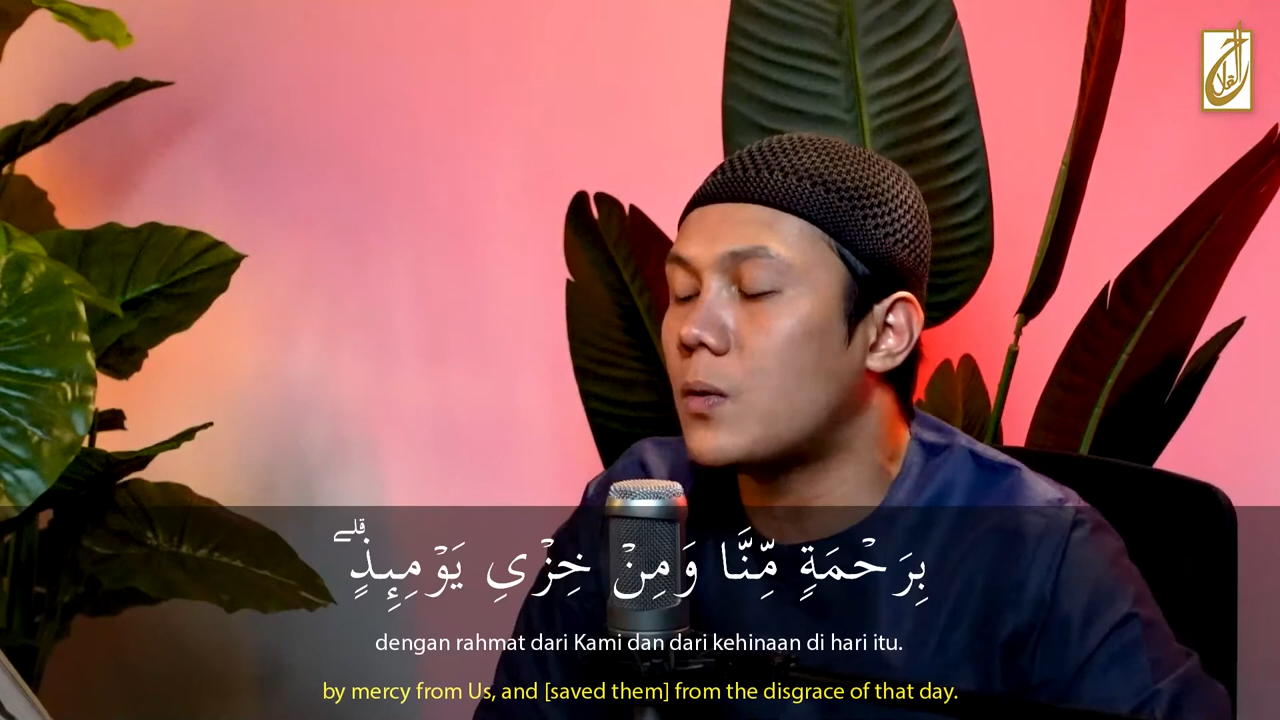 بِرَحْمَةٍ مِّنَّا وَمِنْ خِزْيِ يَوْمِئِذٍ ۗ
dengan rahmat dari Kami dan dari kehinaan di hari itu.
by mercy from Us, and [saved them] from the disgrace of that day.